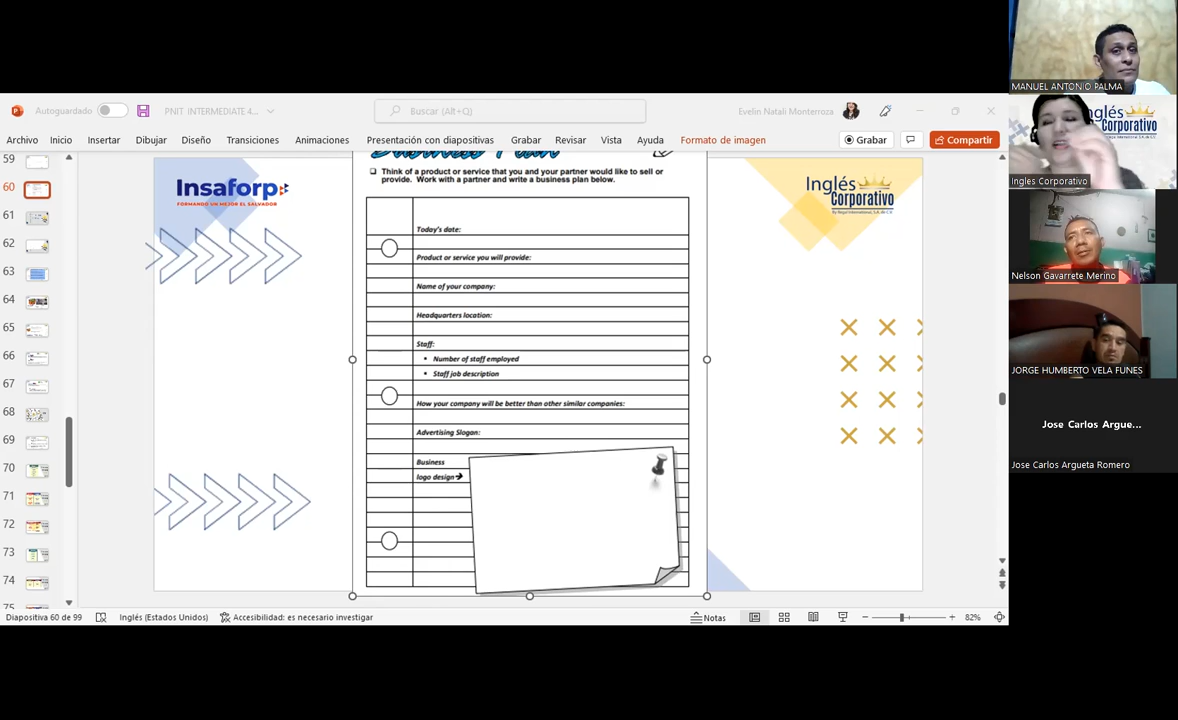 MANUEL ANTONIO PALMA
Autoguardado
PNIT INTERMEDIATE 4...
Buscar (Alt+Q)
Evelin Natali Monterroza
Archivo Inicio Insertar Dibujar Diseño Transiciones Animaciones Presentación con diapositivas Grabar Revisar Vista Ayuda Formato de imagen
Grabar
Compartir
Inglés
Corporativo
Ingles Corporativo
Nelson Gavarrete Merino
JORGE HUMBERTO VELA FUNES
Jose Carlos Argue...
Jose Carlos Argueta Romero
59
60
61
62
63
64
65
66
67
68
69
70
71
72
73
74
75
Insaforp
FORMANDO UN MEJOR EL SALVADOR
Business Plan
Think of a product or service that you and your partner would like to sell or
provide. Work with a partner and write a business plan below.
Today's date:
Product or service you will provide:
Name of your company:
Headquarters location:
Staff:
• Number of staff employed
• Staff job description
How your company will be better than other similar companies:
Advertising Slogan:
Business
logo design
Inglés
Corporativo
By Regal International, S.A. de C.V.
Diapositiva 60 de 99
Inglés (Estados Unidos)
Accesibilidad: es necesario investigar
Notas
82%